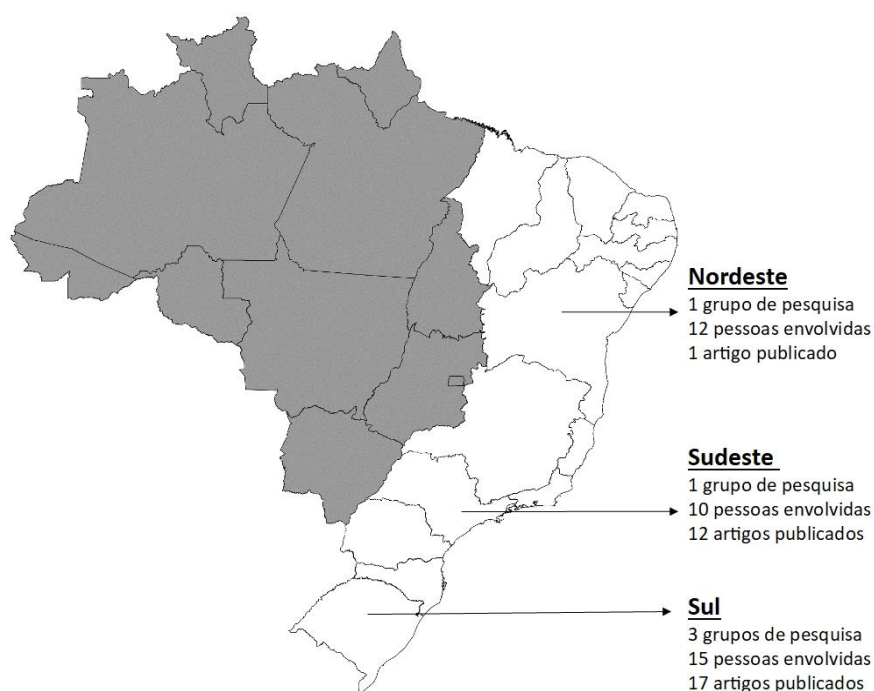 Nordeste
1 grupo de pesquisa
12 pessoas envolvidas
1 artigo publicado
Sudeste
1 grupo de pesquisa
10 pessoas envolvidas
12 artigos publicados
Sul
3 grupos de pesquisa
15 pessoas envolvidas
17 artigos publicados